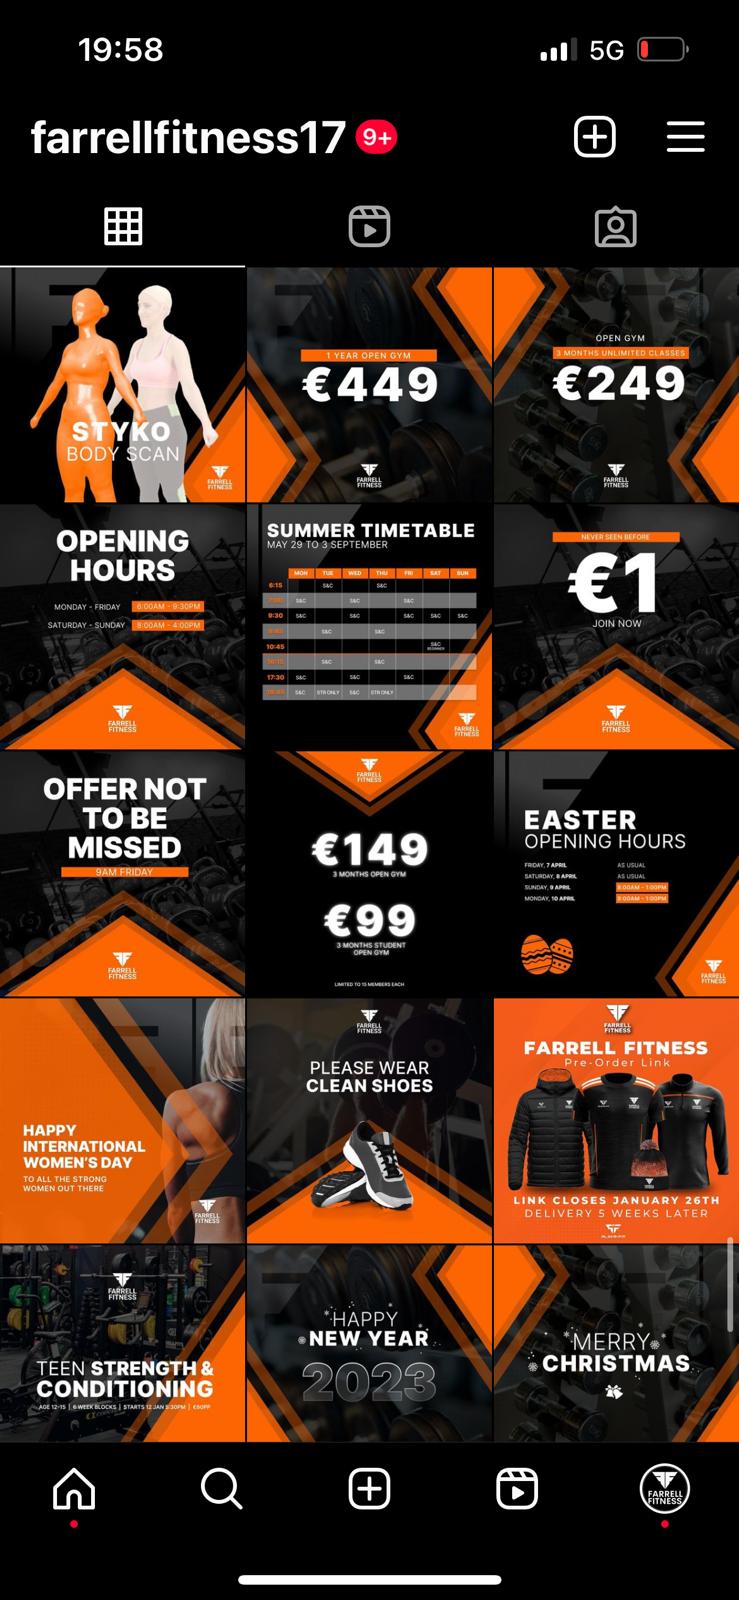 19:58
5G
farrellfitness17
9+
STYKO
BODY SCAN
FARRELL
FITNESS
1 YEAR OPEN GYM
€449
FARRELL
FITNESS
OPEN GYM
3 MONTHS UNLIMITED CLASSES
€249
FARRELL
FITNESS
OPENING
HOURS
MONDAY - FRIDAY 6:00AM - 9:30PM
SATURDAY - SUNDAY 8:00AM - 4:00PM
FARRELL
FITNESS
SUMMER TIMETABLE
MAY 29 TO 3 SEPTEMBER
MON TUE WED THU FRI SAT SUN
6:15 S&C S&C
S&C S&C S&C
9:30 S&C S&C S&C S&C S&C
S&C S&C
10:45 S&C
BEGINNER
S&C S&C
17:30 S&C S&C S&C
S&C STR ONLY S&C STR ONLY
FARRELL
FITNESS
NEVER SEEN BEFORE
€1
JOIN NOW
FARRELL
FITNESS
OFFER NOT
TO BE
MISSED
9AM FRIDAY
FARRELL
FITNESS
FARRELL
FITNESS
€149
3 MONTHS OPEN GYM
€99
3 MONTHS STUDENT
OPEN GYM
LIMITED TO 15 MEMBERS EACH
EASTER
OPENING HOURS
FRIDAY, 7 APRIL AS USUAL
SATURDAY, 8 APRIL AS USUAL
SUNDAY, 9 APRIL 8:00AM - 1:00PM
MONDAY, 10 APRIL 8:00AM - 1:00PM
FARRELL
FITNESS
HAPPY
INTERNATIONAL
WOMEN'S DAY
TO ALL THE STRONG
WOMEN OUT THERE
FARRELL
FITNESS
FARRELL
FITNESS
PLEASE WEAR
CLEAN SHOES
FARRELL
FITNESS
FARRELL FITNESS
Pre-Order Link
LINK CLOSES JANUARY 26TH
DELIVERY 5 WEEKS LATER
FARRELL
FITNESS
TEEN STRENGTH &
CONDITIONING
AGE 12-15 | 6 WEEK BLOCKS | STARTS 12 JAN 5:30PM | €60PP
HAPPY
NEW YEAR
2023
MERRY
CHRISTMAS
FARRELL
FITNESS